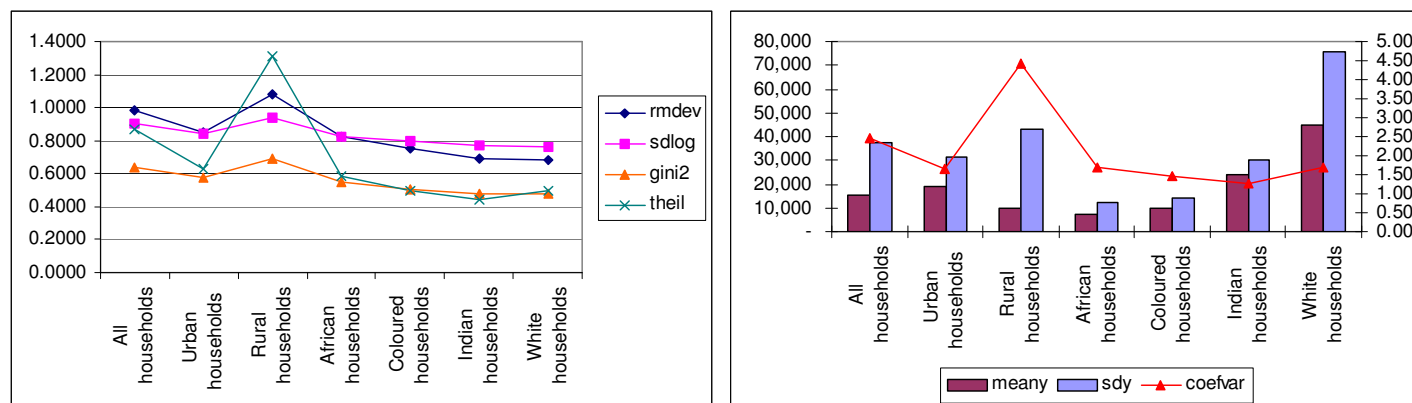 1.4000
1.2000
1.0000
0.8000
0.6000
0.4000
0.2000
0.0000
All households
Urban households
Rural households
African households
Coloured households
Indian households
White households
rmdev
sdlog
gini2
theil
80,000
70,000
60,000
50,000
40,000
30,000
20,000
10,000
-
5.00
4.50
4.00
3.50
3.00
2.50
2.00
1.50
1.00
0.50
0.00
All households
Urban households
Rural households
African households
Coloured households
Indian households
White households
meany sdy coefvar